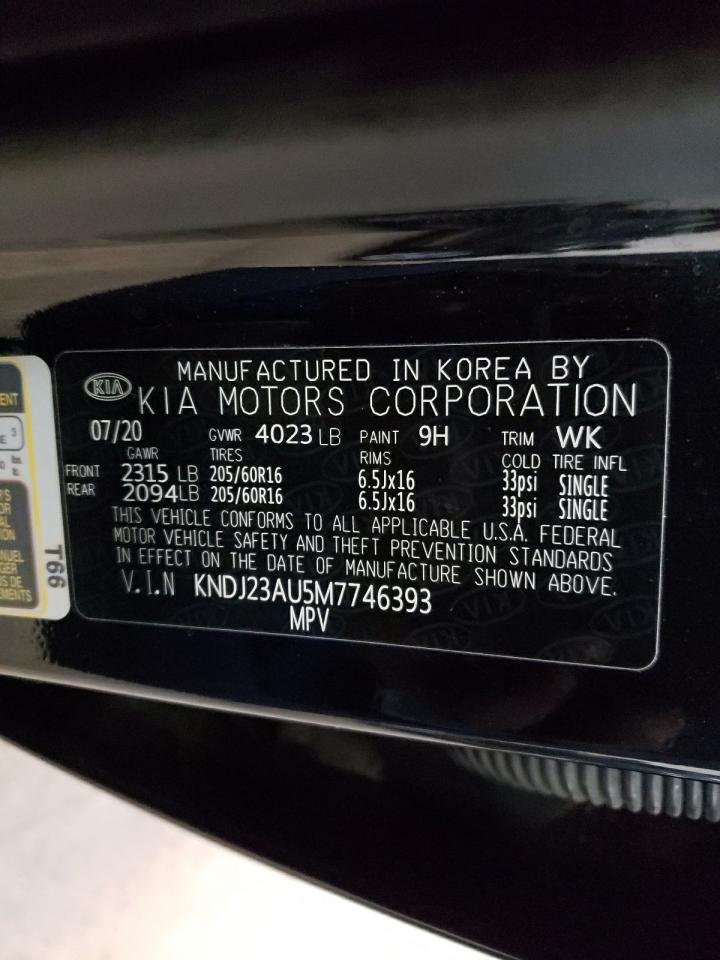 MANUFACTURED IN KOREA BY
KIA KIA MOTORS CORPORATION
07/20 GVWR 4023 LB PAINT 9H TRIM WK
GAWR TIRES RIMS COLD TIRE INFL
FRONT 2315 LB 205/60R16 6.5Jx16 33psi SINGLE
REAR 2094LB 205/60R16 6.5Jx16 33psi SINGLE
THIS VEHICLE CONFORMS TO ALL APPLICABLE U.S.A. FEDERAL
MOTOR VEHICLE SAFETY AND THEFT PREVENTION STANDARDS
IN EFFECT ON THE DATE OF MANUFACTURE SHOWN ABOVE.
V.I.N KNDJ23AU5M7746393
MPV
T66